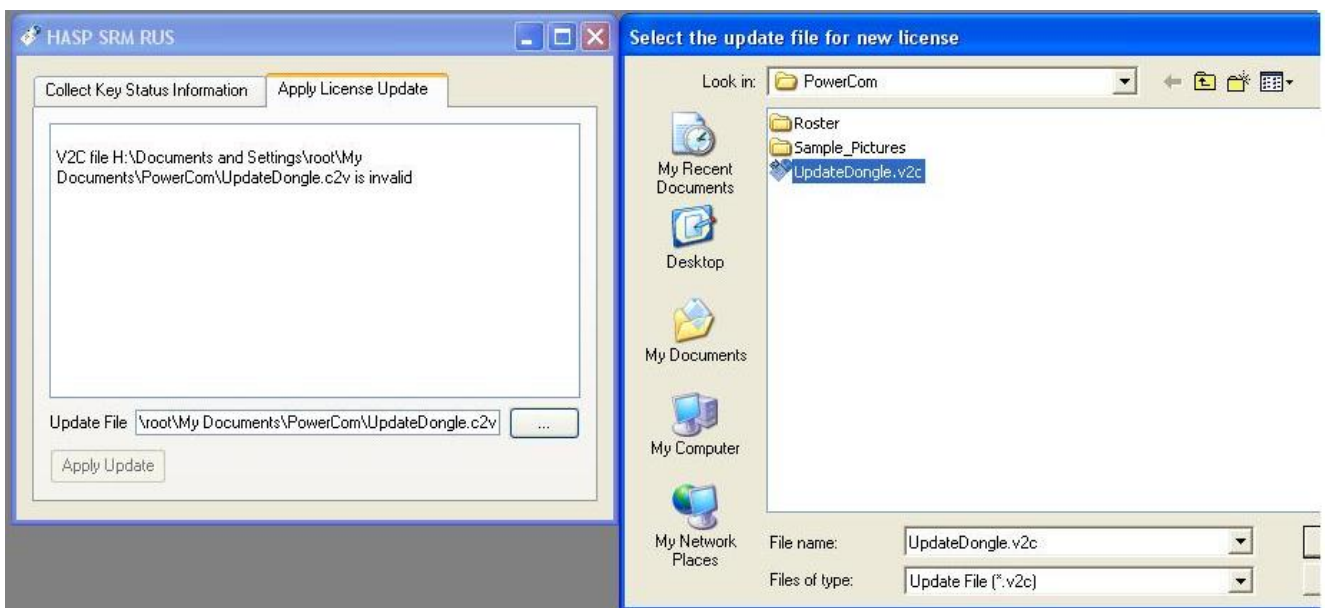 HASP SRM RUS
Collect Key Status Information
Apply License Update
V2C file H:\Documents and Settings\root\My
Documents\PowerCom\UpdateDongle.c2v is invalid
Update File \root\My Documents\PowerCom\UpdateDongle.c2v ...
Apply Update
Select the update file for new license
Look in: PowerCom
My Recent
Documents
Desktop
My Documents
My Computer
My Network
Places
Roster
Sample_Pictures
UpdateDongle.v2c
File name: UpdateDongle.v2c
Files of type: Update File (*.v2c)